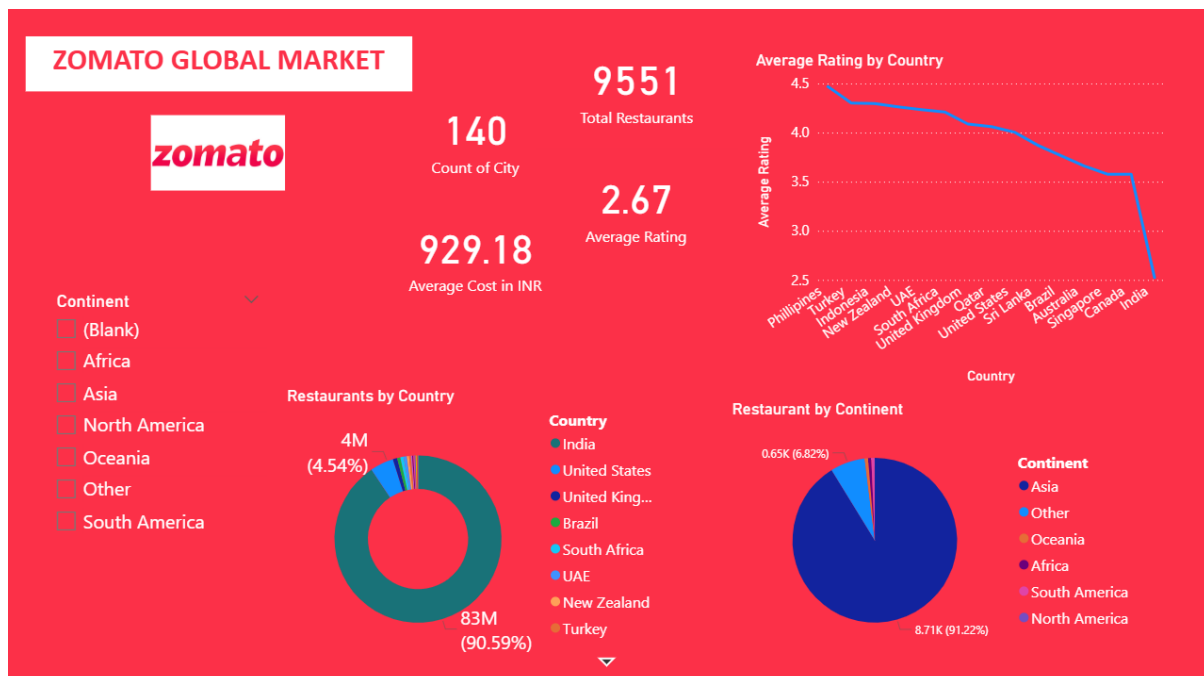 ZOMATO GLOBAL MARKET
zomato
140
Count of City
9551
Total Restaurants
2.67
Average Rating
929.18
Average Cost in INR
Average Rating by Country
Average Rating
4.5
4.0
3.5
3.0
2.5
Phillipines
Turkey
Indonesia
New Zealand
UAE
South Africa
United Kingdom
Qatar
United States
Sri Lanka
Brazil
Australia
Singapore
Canada
India
Country
Continent
(Blank)
Africa
Asia
North America
Oceania
Other
South America
Restaurants by Country
4M
(4.54%)
83M
(90.59%)
Country
India
United States
United King...
Brazil
South Africa
UAE
New Zealand
Turkey
Restaurant by Continent
0.65K (6.82%)
8.71K (91.22%)
Continent
Asia
Other
Oceania
Africa
South America
North America